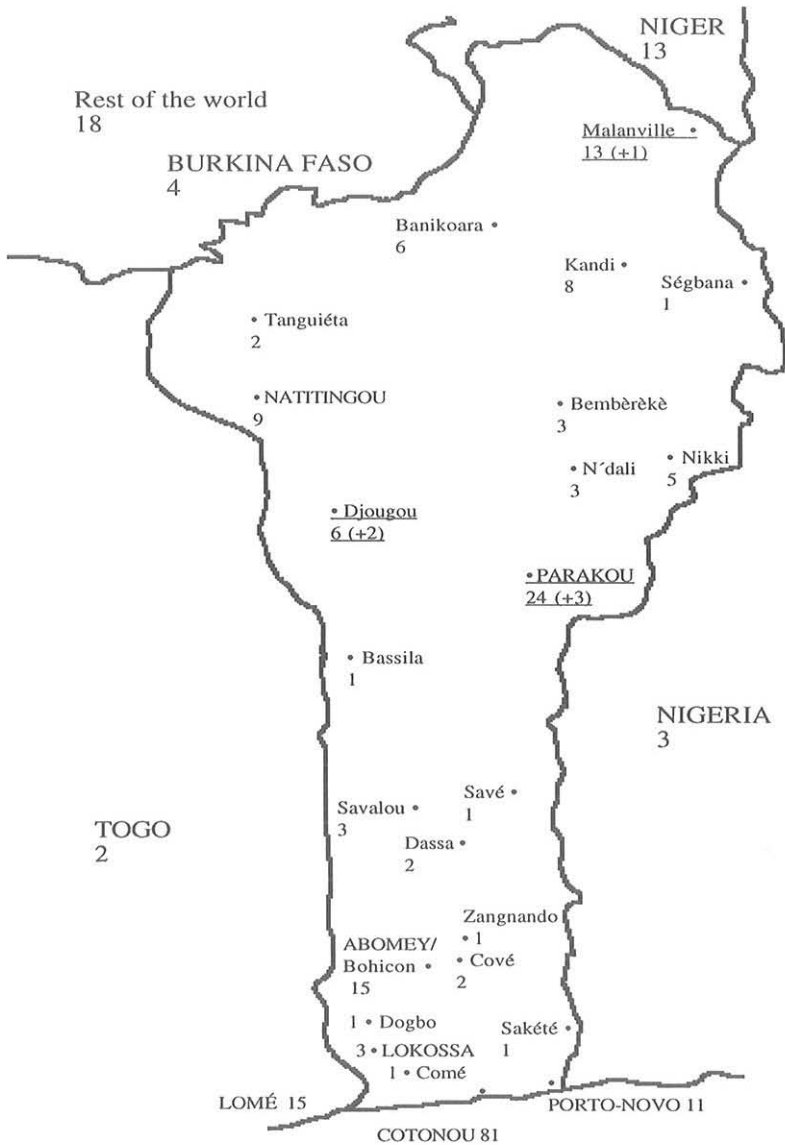 NIGER
13
Rest of the world
18
Malanville
13 (+1)
BURKINA FASO
4
Banikoara
6
Kandi
8
Ségbana
1
Tanguiéta
2
NATITINGOU
9
Bembèrèkè
3
Nikki
5
N´dali
3
Djougou
6 (+2)
PARAKOU
24 (+3)
Bassila
1
NIGERIA
3
Savé
1
Savalou
3
TOGO
2
Dassa
2
Zangnando
1
ABOMEY/
Bohicon
15
Cové
2
1 Dogbo
Sakété
1
3 LOKOSSA
1 Comé
LOMÉ 15
PORTO-NOVO 11
COTONOU 81